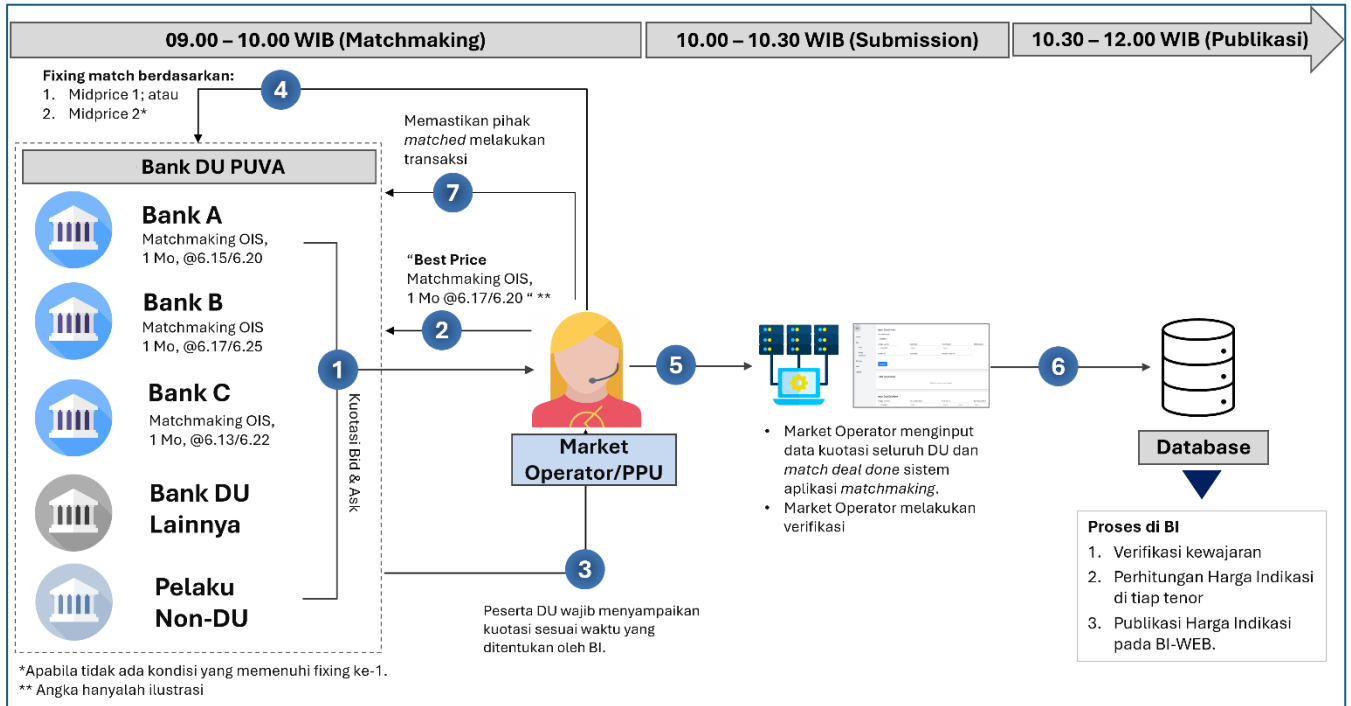 09.00 – 10.00 WIB (Matchmaking)
10.00 – 10.30 WIB (Submission)
10.30 – 12.00 WIB (Publikasi)
Fixing match berdasarkan:
1. Midprice 1; atau
2. Midprice 2*
4
Memastikan pihak
matched melakukan
transaksi
7
Bank DU PUVA
Bank A
Matchmaking OIS,
1 Mo, @6.15/6.20
Bank B
Matchmaking OIS
1 Mo, @6.17/6.25
Bank C
Matchmaking OIS,
1 Mo, @6.13/6.22
Bank DU
Lainnya
Pelaku
Non-DU
1
Kuotasi Bid & Ask
“Best Price
Matchmaking OIS,
1 Mo @6.17/6.20 “ **
2
Market
Operator/PPU
3
Peserta DU wajib menyampaikan
kuotasi sesuai waktu yang
ditentukan oleh BI.
5
• Market Operator menginput
data kuotasi seluruh DU dan
match deal done sistem
aplikasi matchmaking.
• Market Operator melakukan
verifikasi
6
Database
Proses di BI
1. Verifikasi kewajaran
2. Perhitungan Harga Indikasi
di tiap tenor
3. Publikasi Harga Indikasi
pada BI-WEB.
*Apabila tidak ada kondisi yang memenuhi fixing ke-1.
** Angka hanyalah ilustrasi